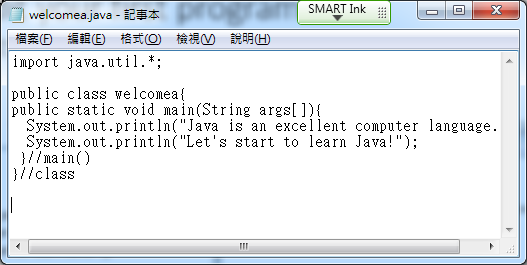 welcomea.java - 記事本
SMART Ink
檔案(F) 編輯(E) 格式(O) 檢視(V) 說明(H)
import java.util.*;
public class welcomea{
public static void main(String args[]){
System.out.println("Java is an excellent computer language.
System.out.println("Let's start to learn Java!");
}//main()
}//class